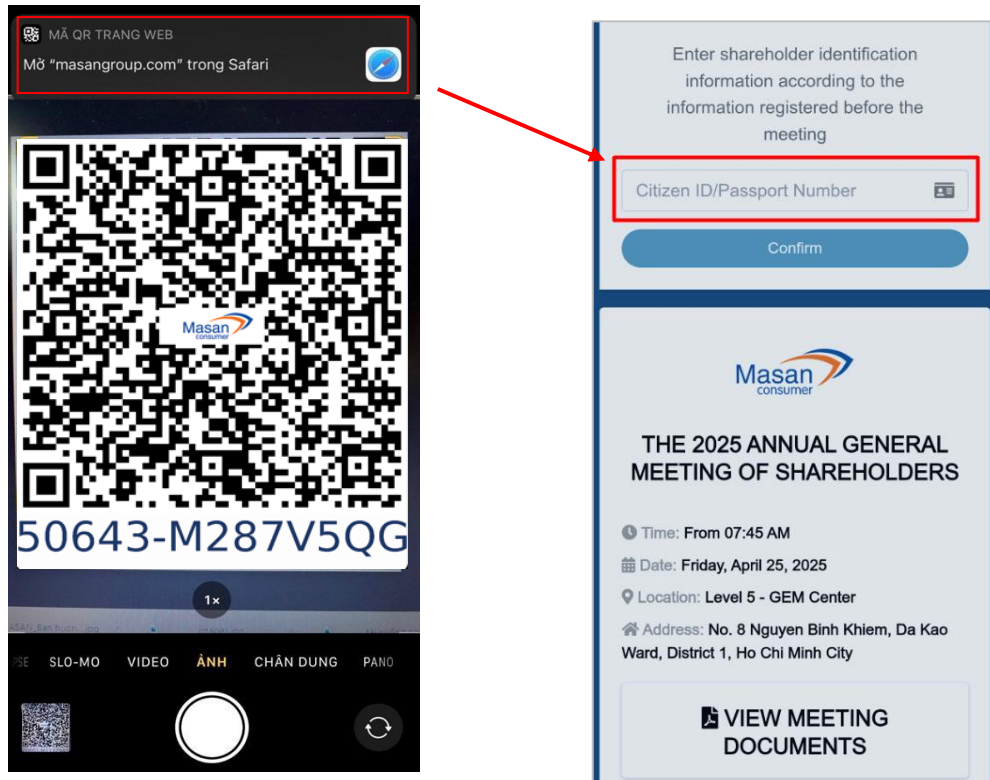 MÃ QR TRANG WEB
Mở “masangroup.com” trong Safari
Masan
consumer
50643-M287V5QG
1×
SLO-MO VIDEO ẢNH CHÂN DUNG PANO
Enter shareholder identification
information according to the
information registered before the
meeting
Citizen ID/Passport Number
Confirm
Masan
consumer
THE 2025 ANNUAL GENERAL
MEETING OF SHAREHOLDERS
Time: From 07:45 AM
Date: Friday, April 25, 2025
Location: Level 5 - GEM Center
Address: No. 8 Nguyen Binh Khiem, Da Kao
Ward, District 1, Ho Chi Minh City
VIEW MEETING
DOCUMENTS